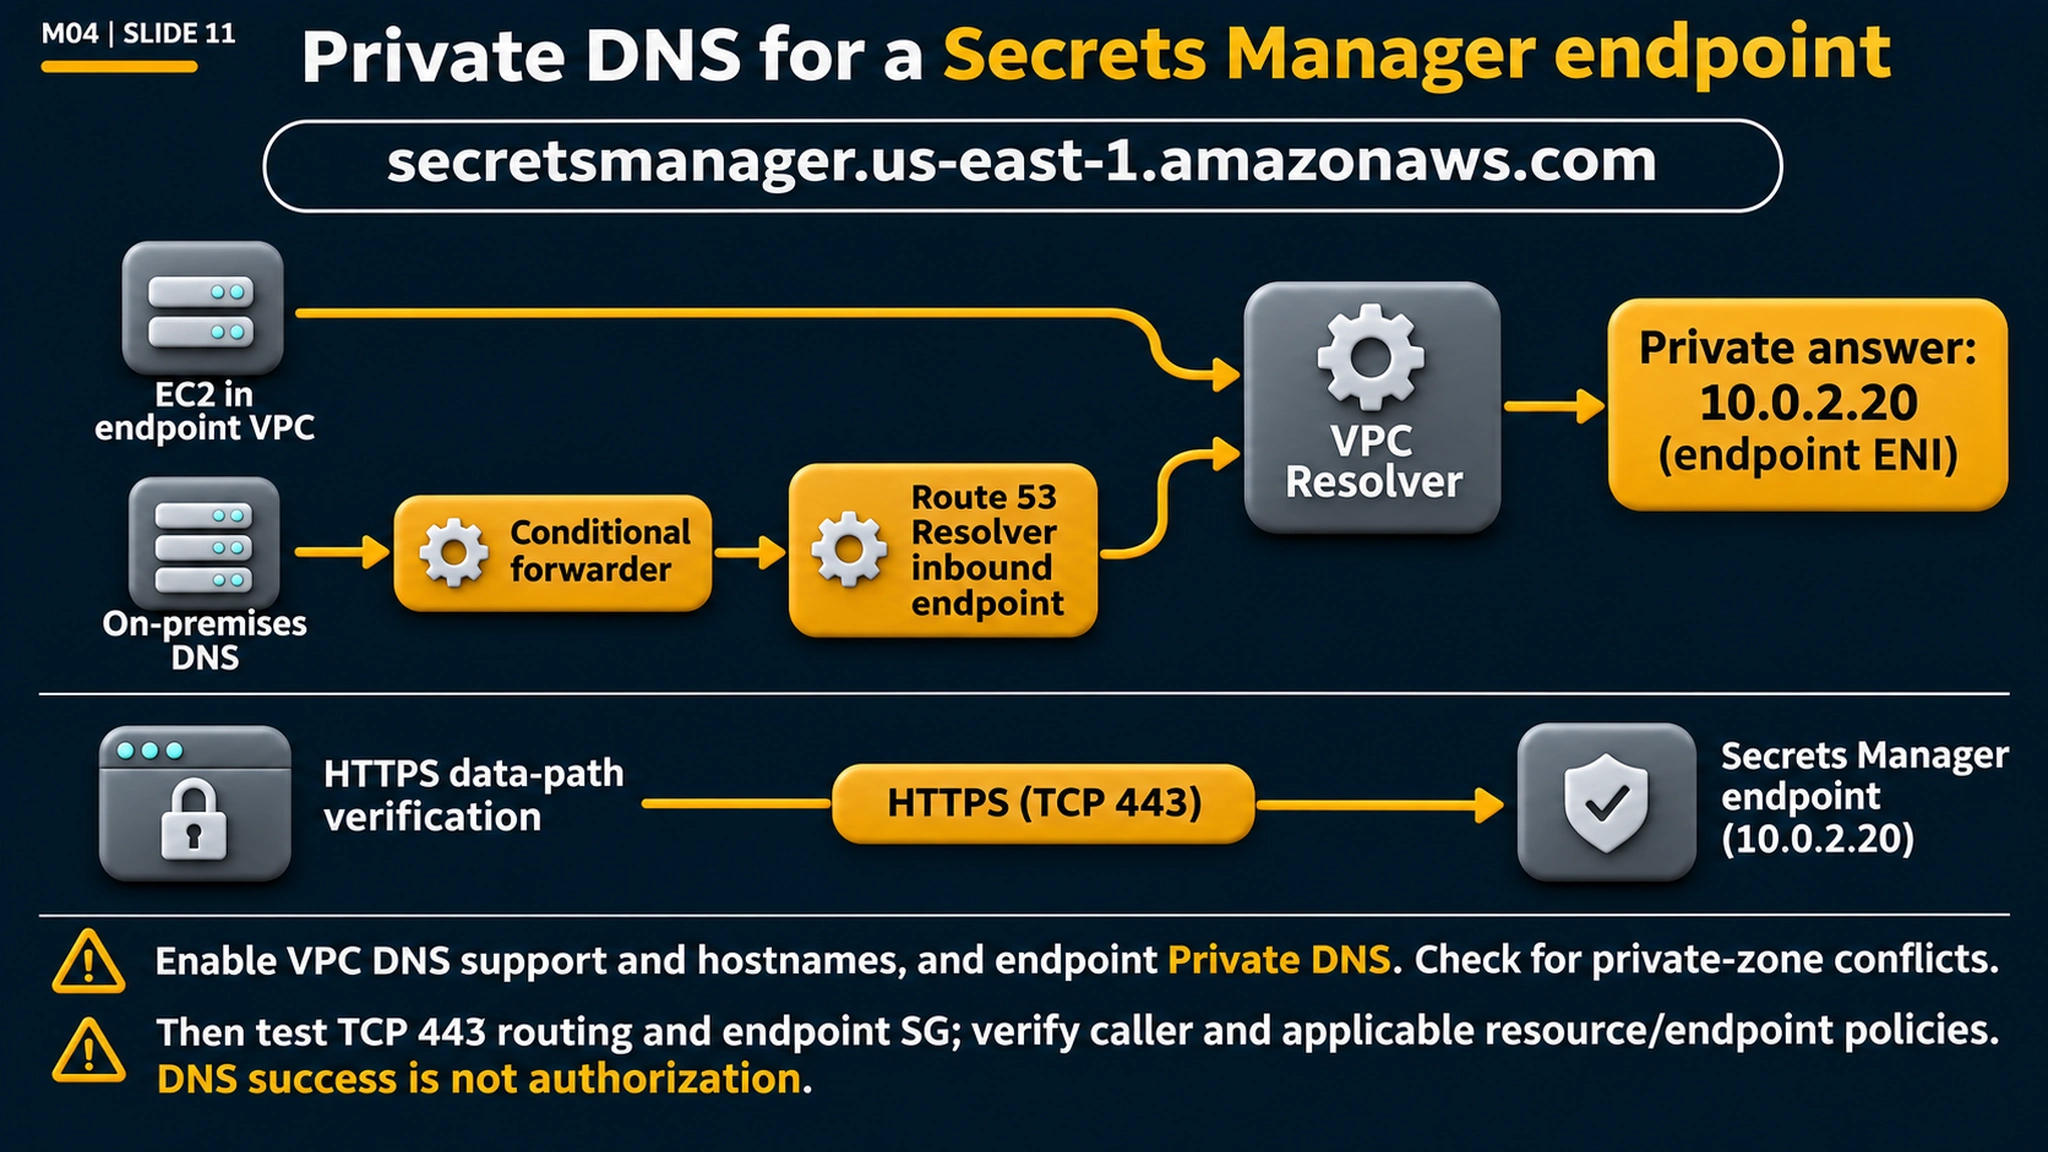 M04 | SLIDE 11
Private DNS for a Secrets Manager endpoint
secretsmanager.us-east-1.amazonaws.com
EC2 in
endpoint VPC
On-premises
DNS
Conditional
forwarder
Route 53
Resolver
inbound
endpoint
VPC
Resolver
Private answer:
10.0.2.20
(endpoint ENI)
HTTPS data-path
verification
HTTPS (TCP 443)
Secrets Manager
endpoint
(10.0.2.20)
Enable VPC DNS support and hostnames, and endpoint Private DNS. Check for private-zone conflicts.
Then test TCP 443 routing and endpoint SG; verify caller and applicable resource/endpoint policies.
DNS success is not authorization.